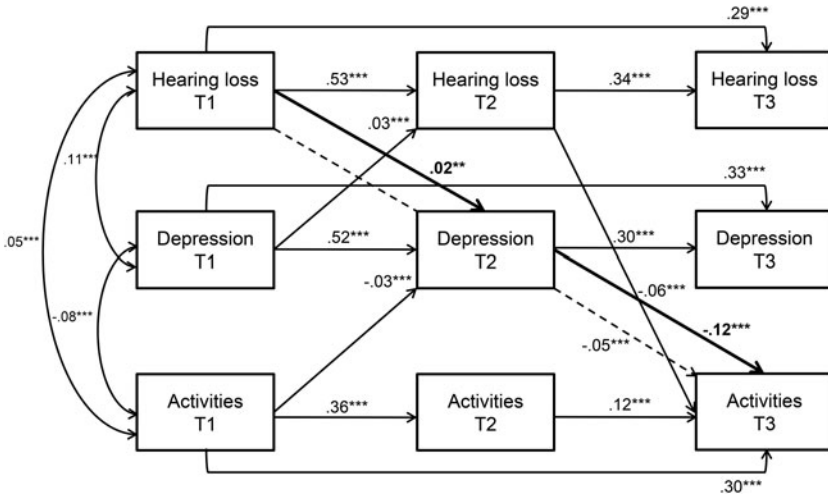 .29***
Hearing loss
T1
.53***
Hearing loss
T2
.34***
Hearing loss
T3
.03***
.11***
.02**
.33***
.05***
Depression
T1
.52***
Depression
T2
.30***
Depression
T3
-.03***
-.06***
-.08***
-.12***
-.05***
Activities
T1
.36***
Activities
T2
.12***
Activities
T3
.30***